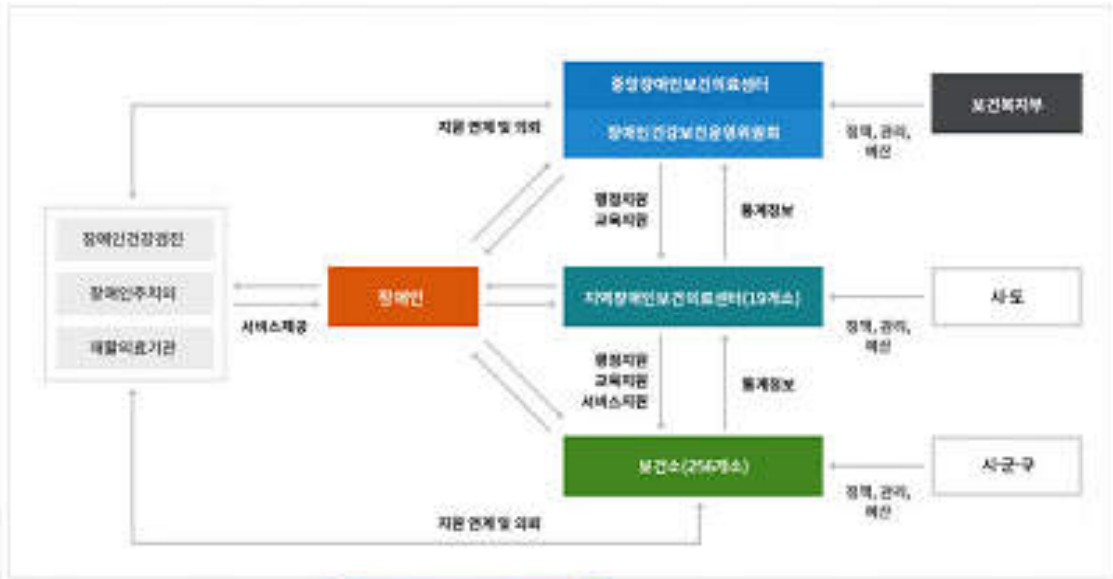 중앙장애인보건의료센터
보건복지부
지원 연계 및 의뢰
장애인건강보건운영위원회
정책, 관리,
예산
행정지원
교육지원
통계정보
장애인건강검진
장애인주치의
재활의료기관
서비스제공
장애인
지역장애인보건의료센터(19개소)
시·도
정책, 관리,
예산
행정지원
교육지원
서비스지원
통계정보
보건소(256개소)
시·군·구
정책, 관리,
예산
지원 연계 및 의뢰